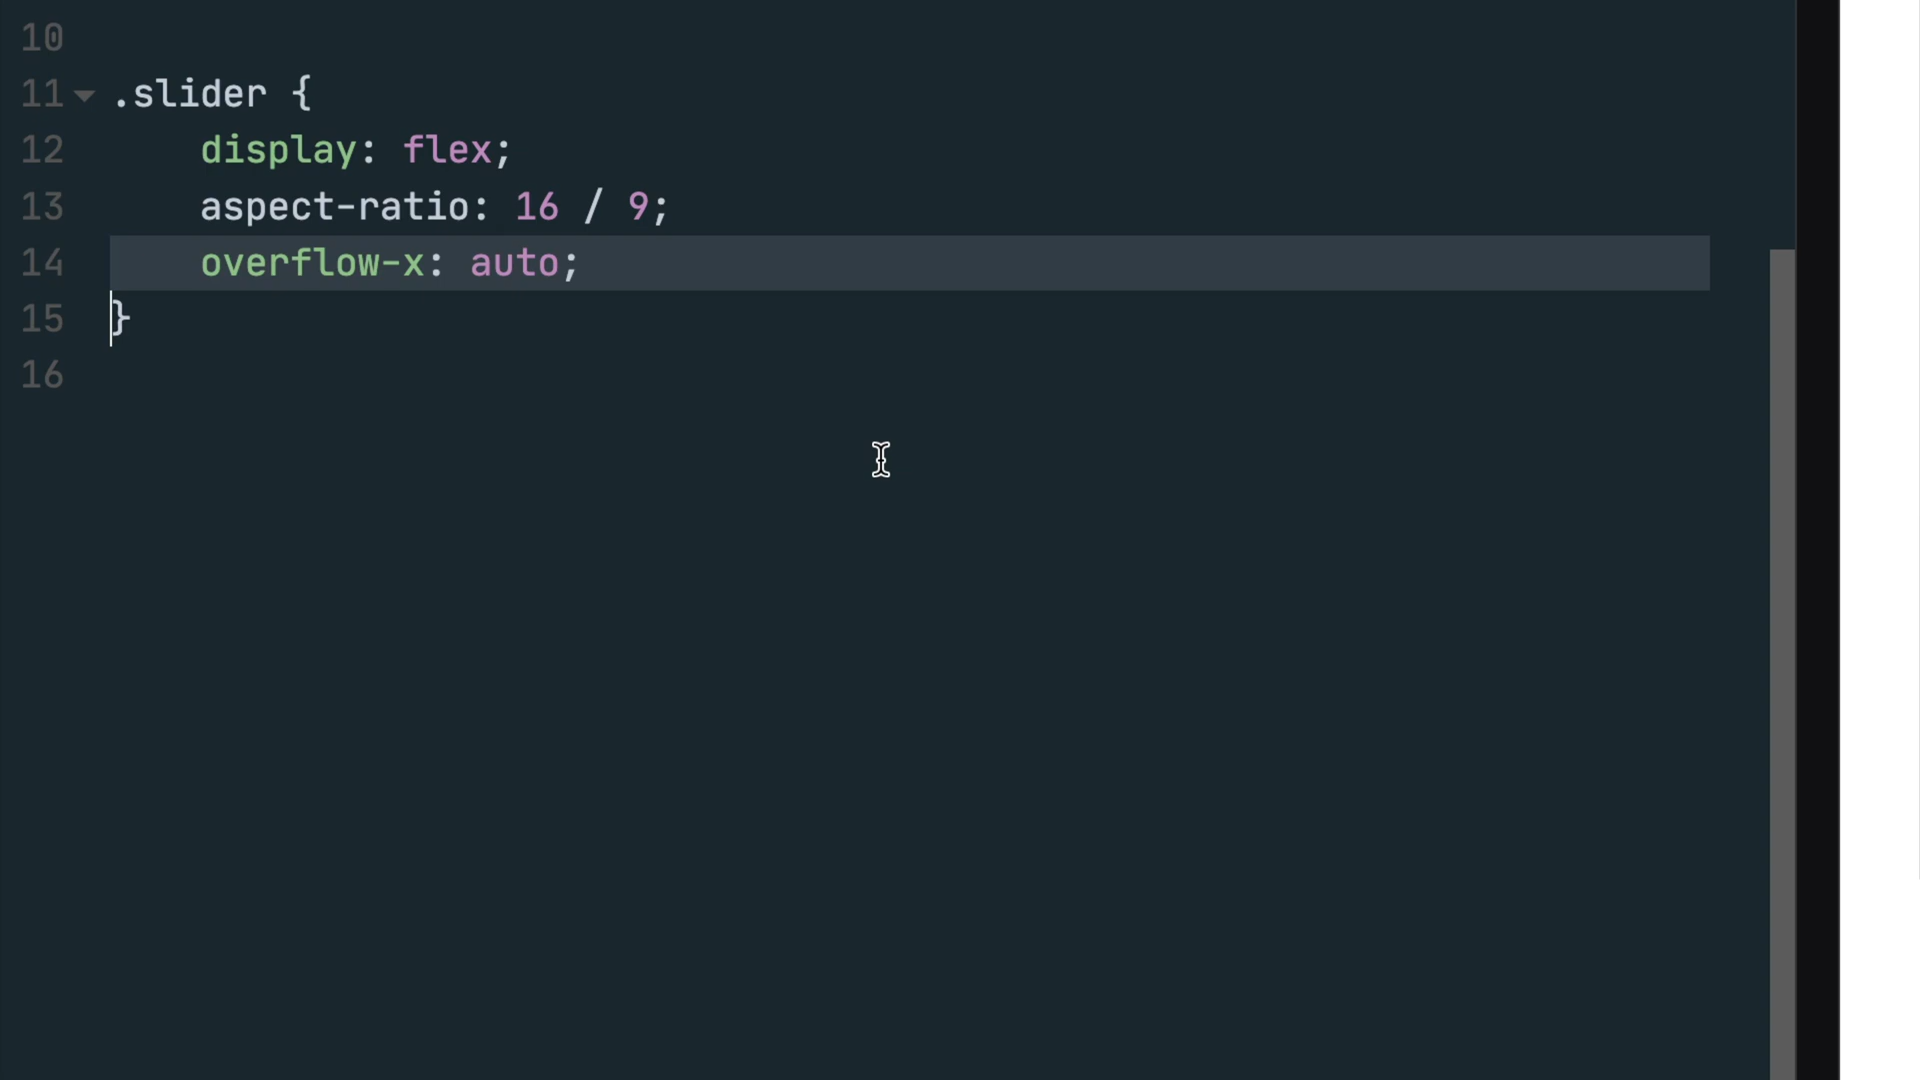 10
11 .slider {
12 display: flex;
13 aspect-ratio: 16 / 9;
14 overflow-x: auto;
15 }
16